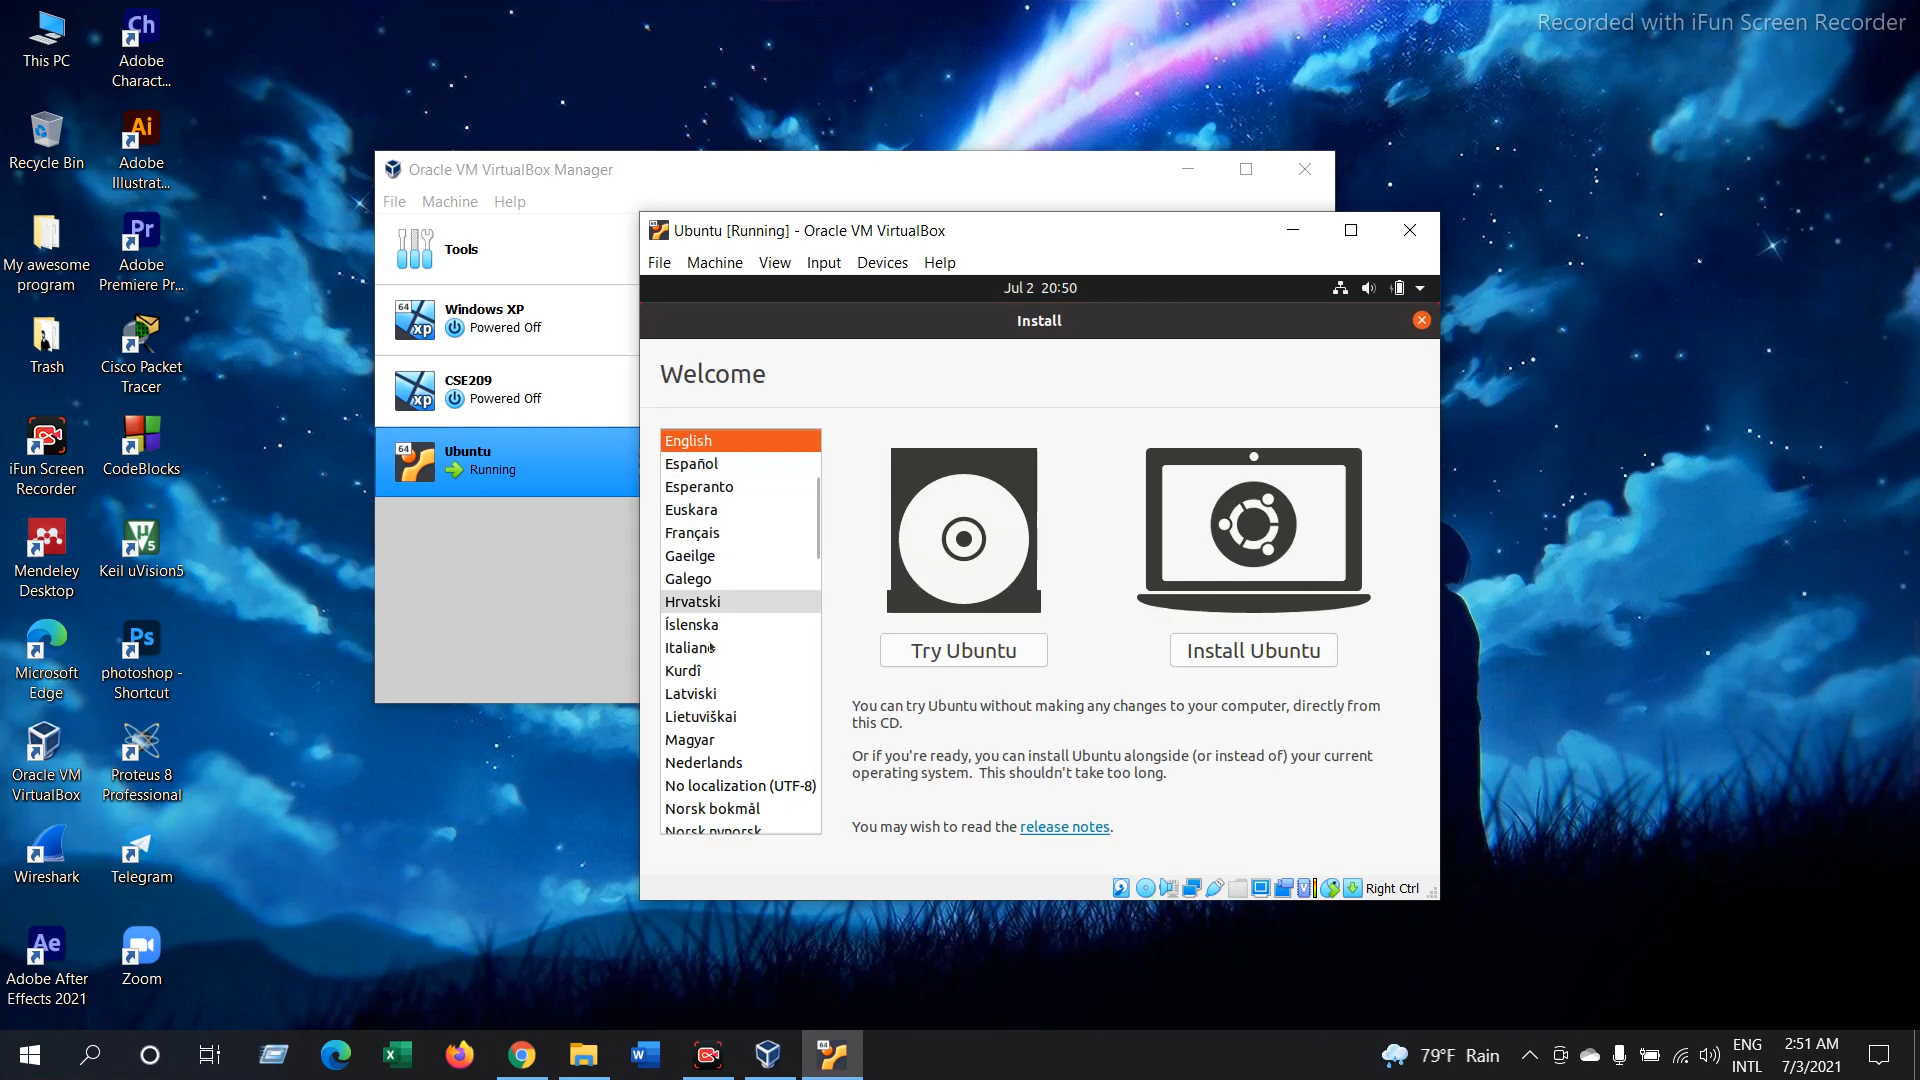 Recorded with iFun Screen Recorder
This PC
Adobe
Charact...
Recycle Bin
Adobe
Illustrat...
My awesome
program
Adobe
Premiere Pr...
Trash
Cisco Packet
Tracer
iFun Screen
Recorder
CodeBlocks
Mendeley
Desktop
Keil uVision5
Microsoft
Edge
photoshop -
Shortcut
Oracle VM
VirtualBox
Proteus 8
Professional
Wireshark
Telegram
Adobe After
Effects 2021
Zoom
Oracle VM VirtualBox Manager
File Machine Help
Tools
Windows XP
Powered Off
CSE209
Powered Off
Ubuntu
Running
Ubuntu [Running] - Oracle VM VirtualBox
File Machine View Input Devices Help
Jul 2 20:50
Install
Welcome
English
Español
Esperanto
Euskara
Français
Gaeilge
Galego
Hrvatski
Íslenska
Italiano
Kurdî
Latviski
Lietuviškai
Magyar
Nederlands
No localization (UTF-8)
Norsk bokmål
Norsk nynorsk
Try Ubuntu
Install Ubuntu
You can try Ubuntu without making any changes to your computer, directly from
this CD.
Or if you're ready, you can install Ubuntu alongside (or instead of) your current
operating system. This shouldn't take too long.
You may wish to read the release notes.
Right Ctrl
79°F Rain
ENG
INTL
2:51 AM
7/3/2021